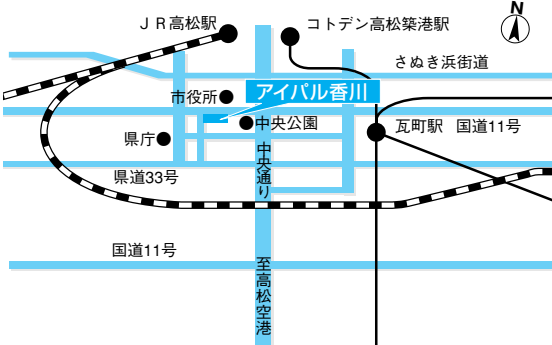 N
JR高松駅
コトデン高松築港駅
さぬき浜街道
市役所
アイパル香川
中央公園
瓦町駅 国道11号
県庁
中央通り
県道33号
国道11号
至高松空港